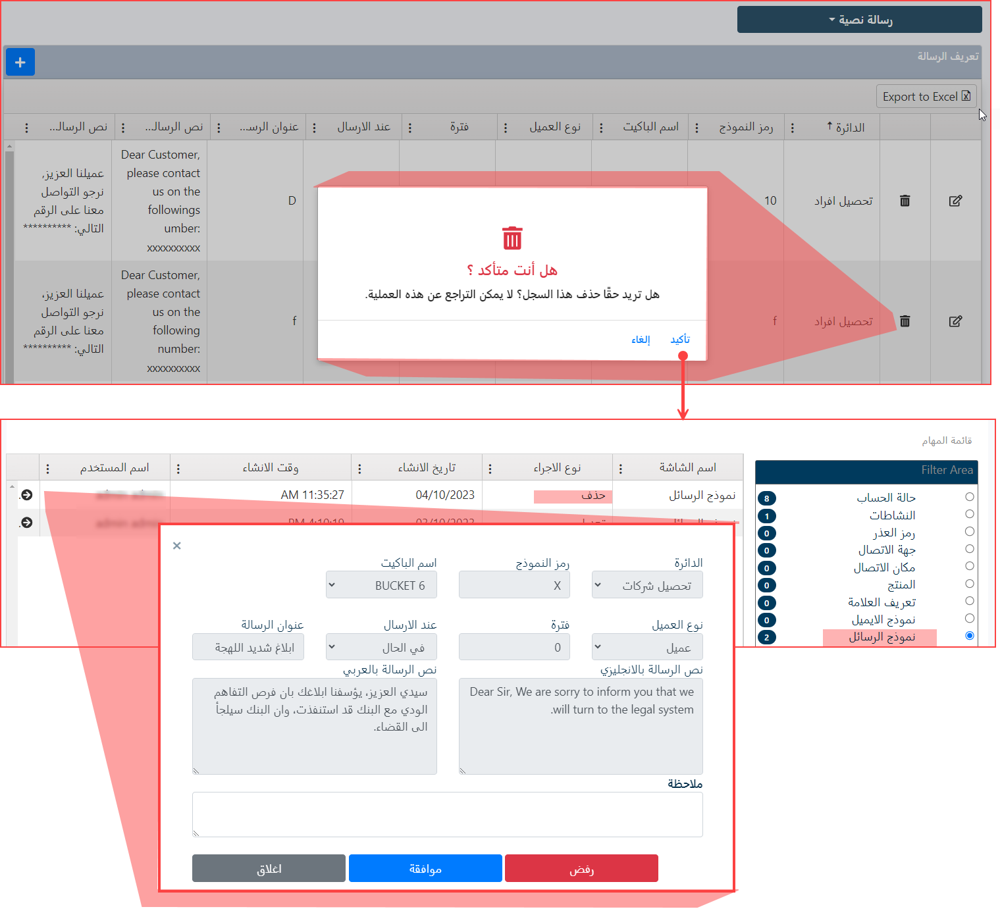 رسالة نصية
تعريف الرسالة
Export to Excel
الدائرة
رمز النموذج
اسم الباكيت
نوع العميل
فترة
عند الارسال
عنوان الرس...
نص الرسالـ...
نص الرسالـ...
تحصيل افراد
10
D
Dear Customer,
please contact
us on the
followings
umber:
xxxxxxxxxx
عميلنا العزيز,
نرجو التواصل
معنا على الرقم
التالي: **********
تحصيل افراد
f
f
Dear Customer,
please contact
us on the
following
number:
xxxxxxxxxx
عميلنا العزيز,
نرجو التواصل
معنا على الرقم
التالي: **********
هل أنت متأكد ؟
هل تريد حقًا حذف هذا السجل؟ لا يمكن التراجع عن هذه العملية.
تأكيد
إلغاء
قائمة المهام
Filter Area
حالة الحساب 8
النشاطات 1
رمز العذر 0
جهة الاتصال 0
مكان الاتصال 0
المنتج 0
تعريف العلامة 0
نموذج الايميل 0
نموذج الرسائل 2
اسم الشاشة
نوع الاجراء
تاريخ الانشاء
وقت الانشاء
اسم المستخدم
نموذج الرسائل
حذف
04/10/2023
AM 11:35:27
admin admin
03/10/2023
PM 4:10:19
admin admin
الدائرة
رمز النموذج
اسم الباكيت
تحصيل شركات
X
BUCKET 6
نوع العميل
فترة
عند الارسال
عنوان الرسالة
عميل
0
في الحال
ابلاغ شديد اللهجة
نص الرسالة بالانجليزي
نص الرسالة بالعربي
Dear Sir, We are sorry to inform you that we
.will turn to the legal system
سيدي العزيز، يؤسفنا ابلاغك بان فرص التفاهم
الودي مع البنك قد استنفذت، وان البنك سيلجأ
الى القضاء.
ملاحظة
رفض
موافقة
اغلاق